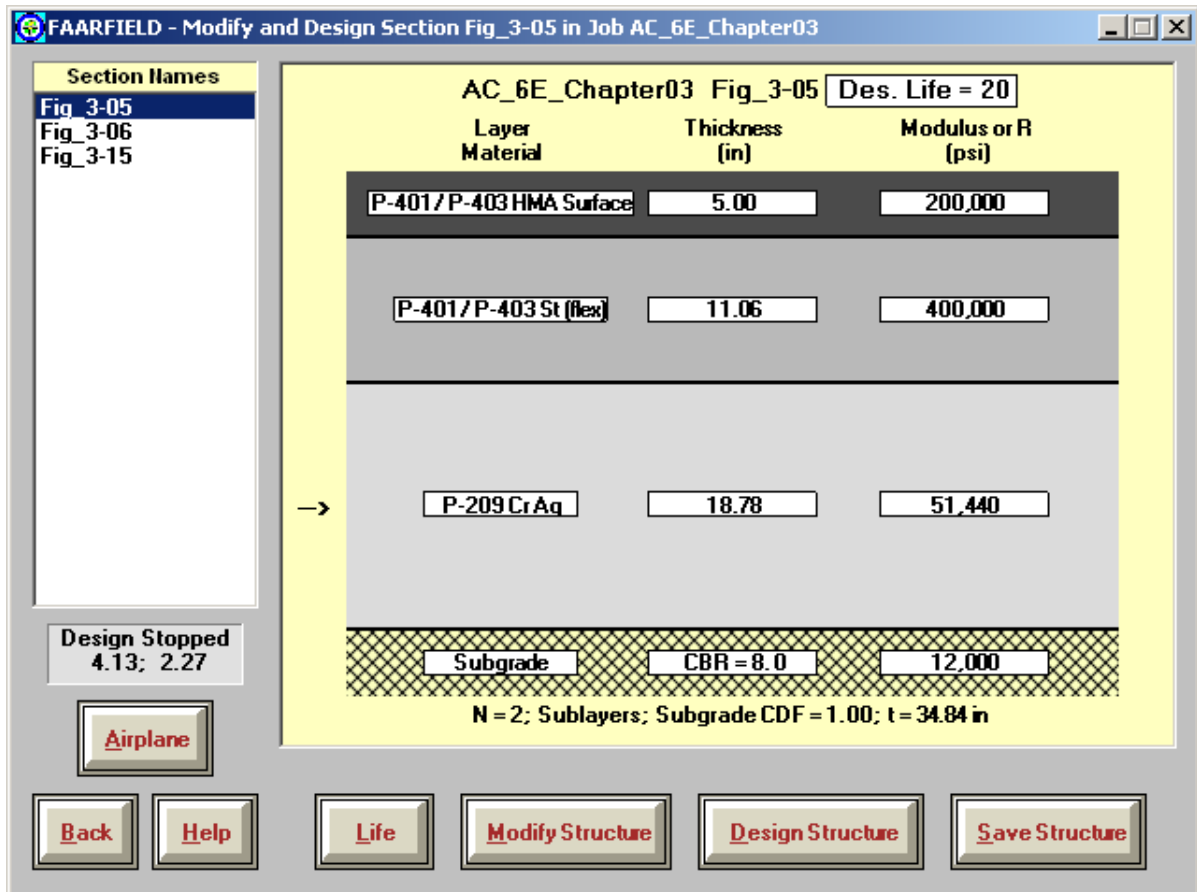 FAARFIELD - Modify and Design Section Fig_3-05 in Job AC_6E_Chapter03
Section Names
Fig_3-05
Fig_3-06
Fig_3-15
Design Stopped
4.13; 2.27
Airplane
Back
Help
AC_6E_Chapter03 Fig_3-05 Des. Life = 20
Layer Material
Thickness (in)
Modulus or R (psi)
P-401 / P-403 HMA Surface 5.00 200,000
P-401 / P-403 St (flex) 11.06 400,000
--> P-209 Cr Ag 18.78 51,440
Subgrade CBR = 8.0 12,000
N = 2; Sublayers; Subgrade CDF = 1.00; t = 34.84 in
Life
Modify Structure
Design Structure
Save Structure